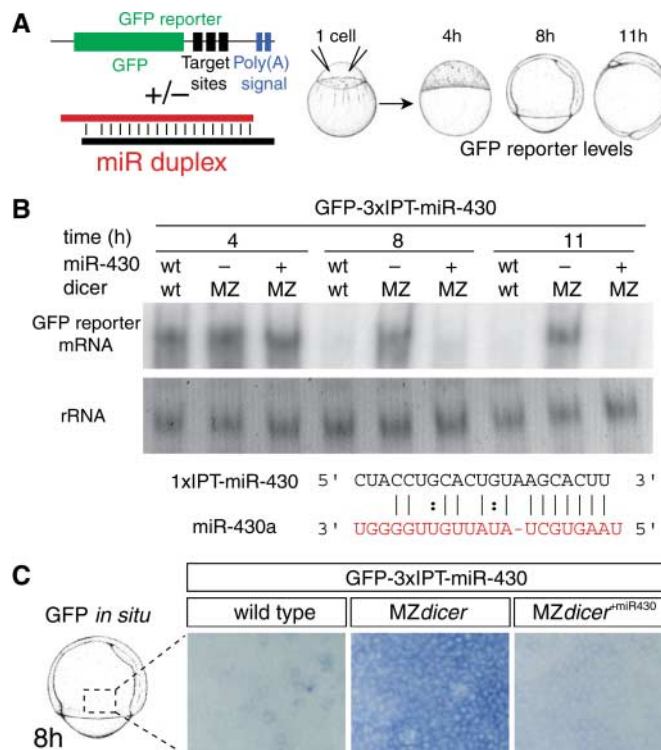 A
GFP reporter
GFP
Target sites
Poly(A) signal
+/−
miR duplex
1 cell
4h
8h
11h
GFP reporter levels
B
GFP-3xIPT-miR-430
time (h) 4 8 11
miR-430 wt − + wt − + wt − +
dicer wt MZ MZ wt MZ MZ wt MZ MZ
GFP reporter
mRNA
rRNA
1xIPT-miR-430 5' CUACCUGCACUGUAAGCACUU 3'
miR-430a 3' UGGGGUUGUUAUA-UCGUGAAU 5'
C
GFP-3xIPT-miR-430
GFP in situ
wild type
MZdicer
MZdicer+miR430
8h